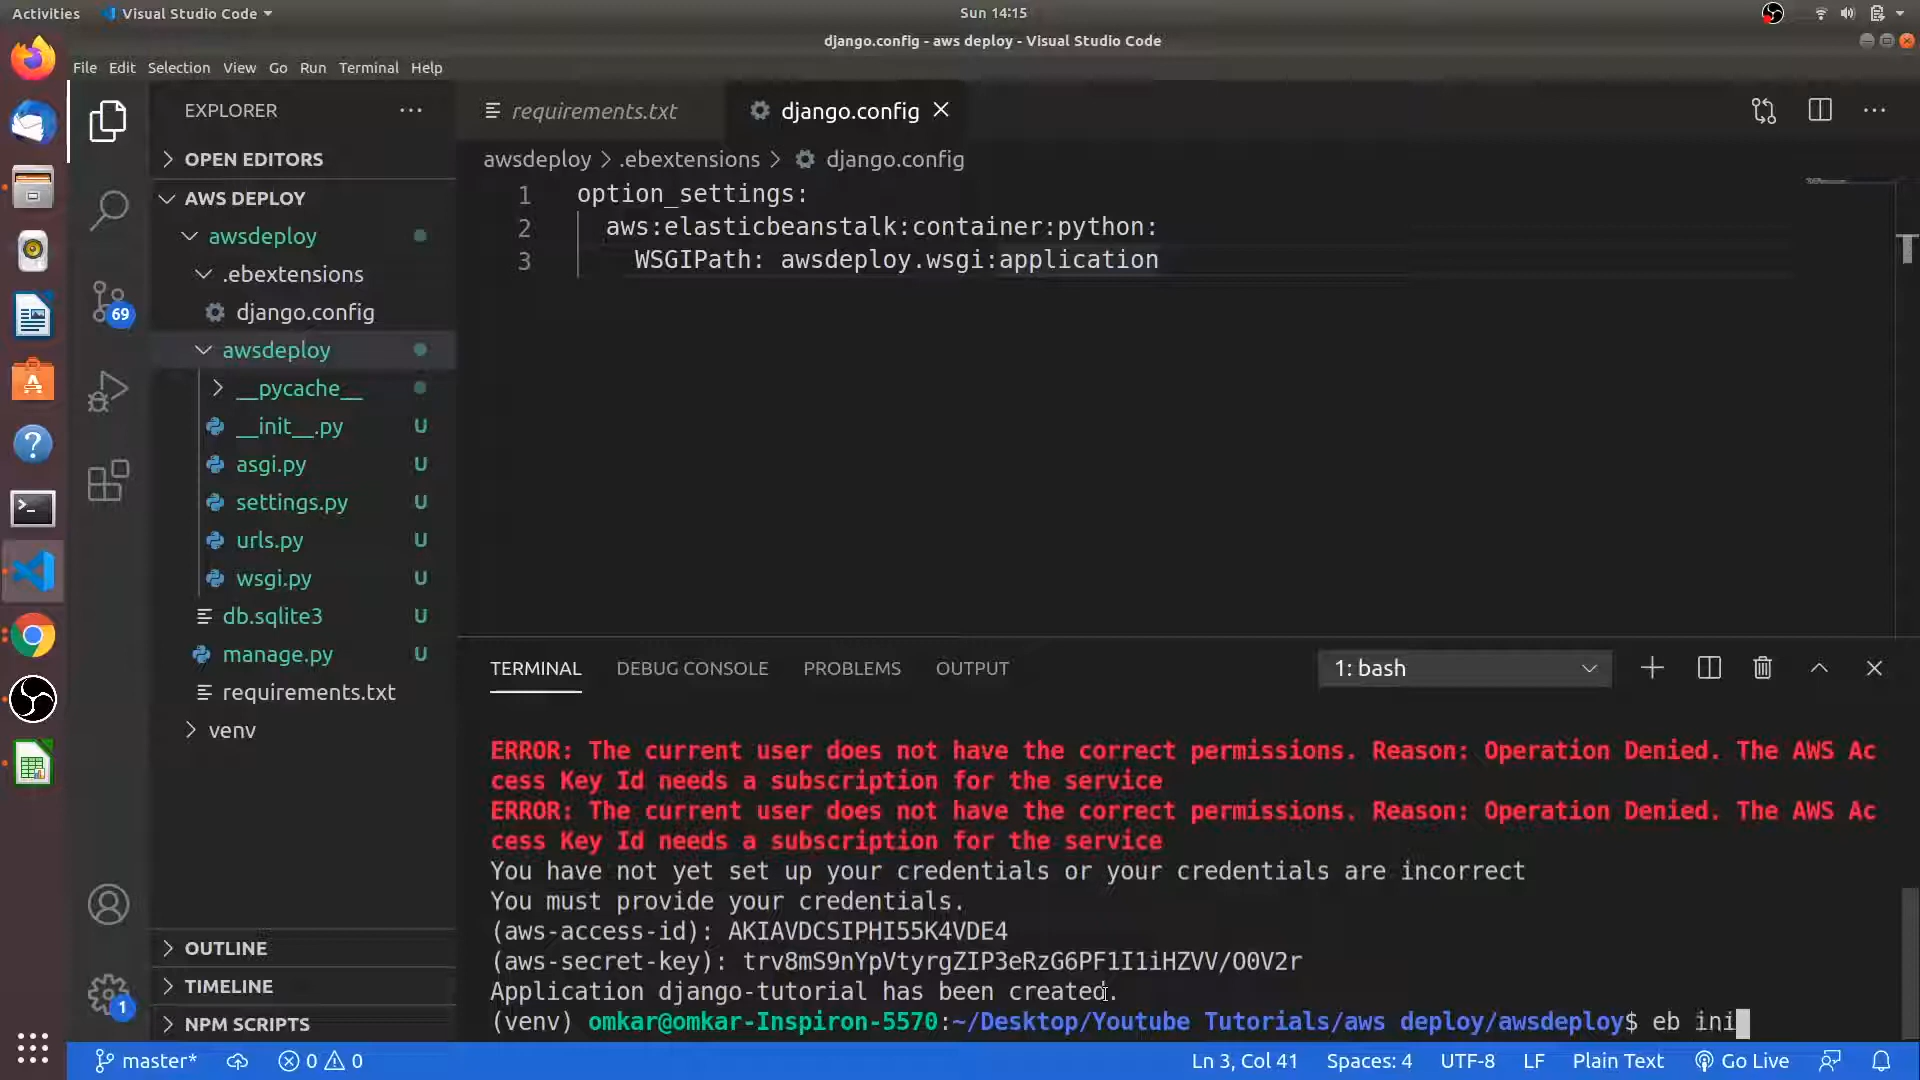 Activities Visual Studio Code Sun 14:15
django.config - aws deploy - Visual Studio Code
File Edit Selection View Go Run Terminal Help
EXPLORER
requirements.txt django.config
OPEN EDITORS
awsdeploy > .ebextensions > django.config
AWS DEPLOY
awsdeploy
.ebextensions
django.config
awsdeploy
__pycache__
__init__.py U
asgi.py U
settings.py U
urls.py U
wsgi.py U
db.sqlite3 U
manage.py U
requirements.txt
venv
OUTLINE
TIMELINE
NPM SCRIPTS
69
1
1 option_settings:
2 aws:elasticbeanstalk:container:python:
3 WSGIPath: awsdeploy.wsgi:application
TERMINAL DEBUG CONSOLE PROBLEMS OUTPUT 1: bash
ERROR: The current user does not have the correct permissions. Reason: Operation Denied. The AWS Ac
cess Key Id needs a subscription for the service
ERROR: The current user does not have the correct permissions. Reason: Operation Denied. The AWS Ac
cess Key Id needs a subscription for the service
You have not yet set up your credentials or your credentials are incorrect
You must provide your credentials.
(aws-access-id): AKIAVDCSIPHI55K4VDE4
(aws-secret-key): trv8mS9nYpVtyrgZIP3eRzG6PF1I1iHZVV/O0V2r
Application django-tutorial has been created.
(venv) omkar@omkar-Inspiron-5570:~/Desktop/Youtube Tutorials/aws deploy/awsdeploy$ eb ini
master* 0 0 Ln 3, Col 41 Spaces: 4 UTF-8 LF Plain Text Go Live